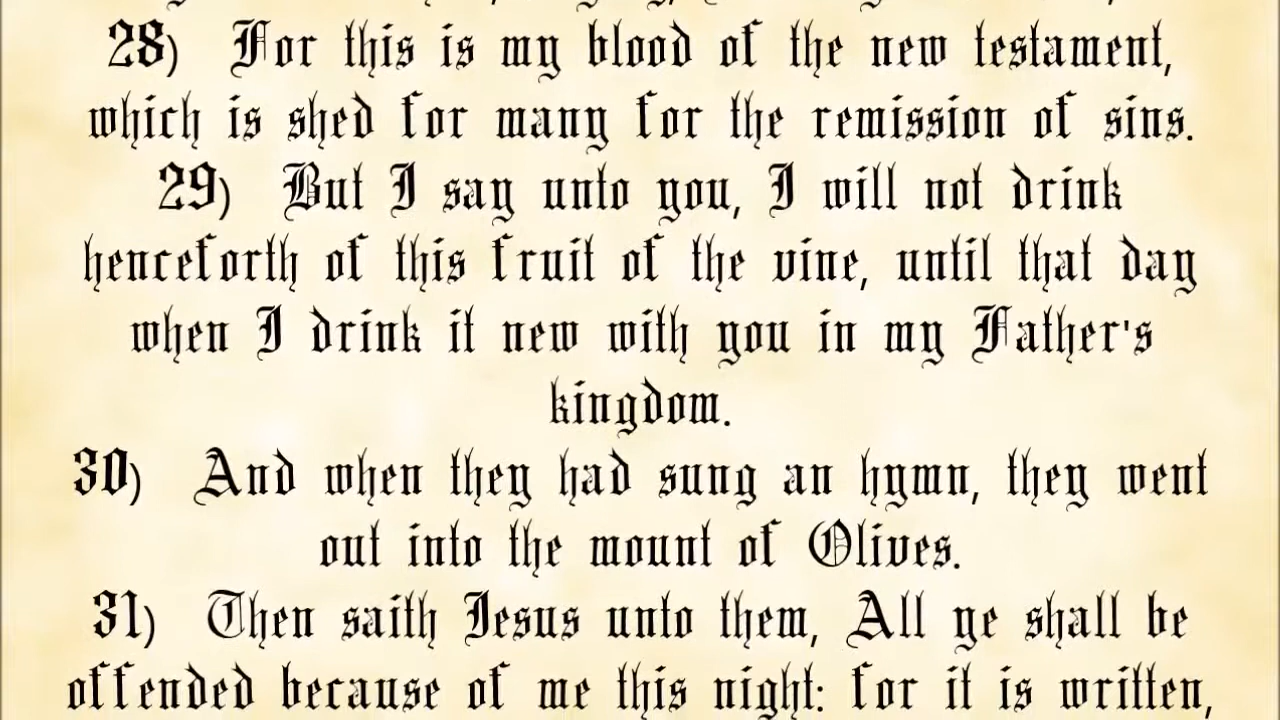 28) For this is my blood of the new testament,
which is shed for many for the remission of sins.
29) But I say unto you, I will not drink
henceforth of this fruit of the vine, until that day
when I drink it new with you in my Father's
kingdom.
30) And when they had sung an hymn, they went
out into the mount of Olives.
31) Then saith Jesus unto them, All ye shall be
offended because of me this night: for it is written,